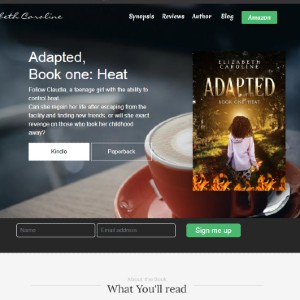 beth Caroline
Synopsis Reviews Author Blog Amazon
Adapted,
Book one: Heat
Follow Claudia, a teenage girl with the ability to
control heat.
Can she regain her life after escaping from the
facility and finding new friends, or will she exact
revenge on those who took her childhood
away?
Kindle Paperback
ELIZABETH
CAROLINE
ADAPTED
BOOK ONE: HEAT
Name Email address Sign me up
About the Book
What You'll read